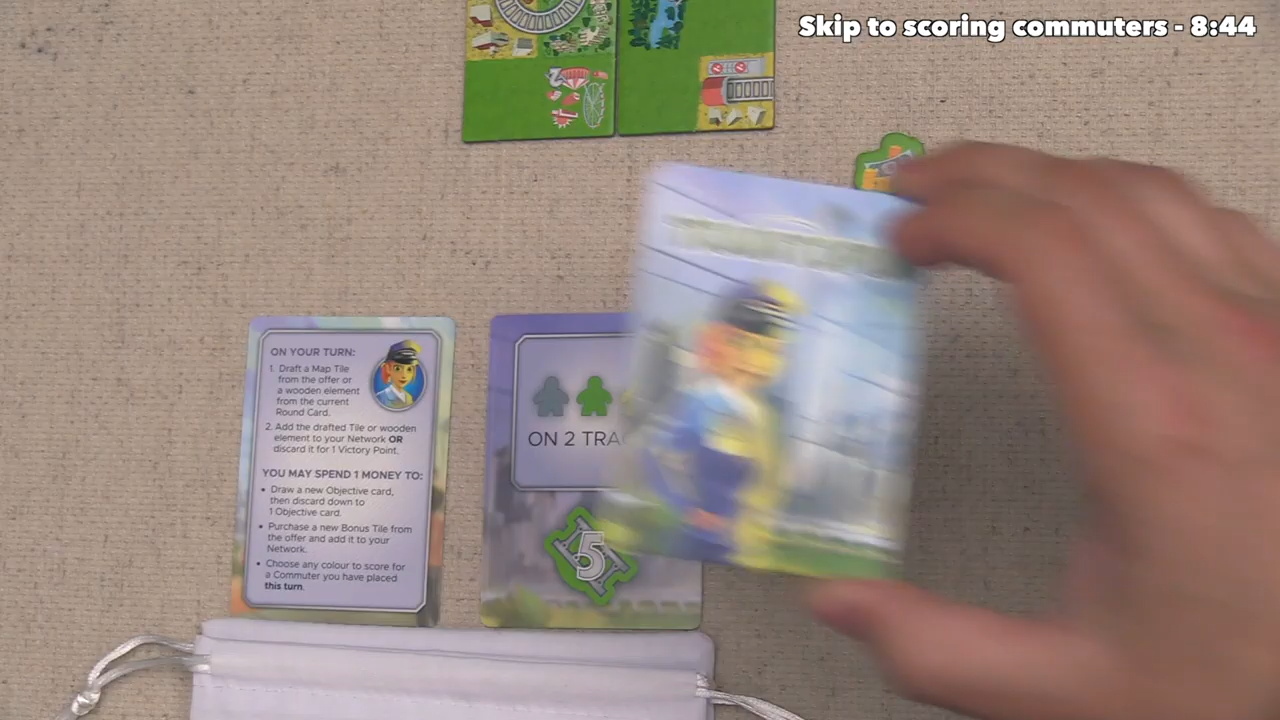 Skip to scoring commuters - 8:44
ON YOUR TURN:
1. Draft a Map Tile
from the offer or
a wooden element
from the current
Round Card.
2. Add the drafted Tile or wooden
element to your Network OR
discard it for 1 Victory Point.
YOU MAY SPEND 1 MONEY TO:
• Draw a new Objective card,
then discard down to
1 Objective card.
• Purchase a new Bonus Tile from
the offer and add it to your
Network.
• Choose any colour to score for
a Commuter you have placed
this turn.
ON 2
5